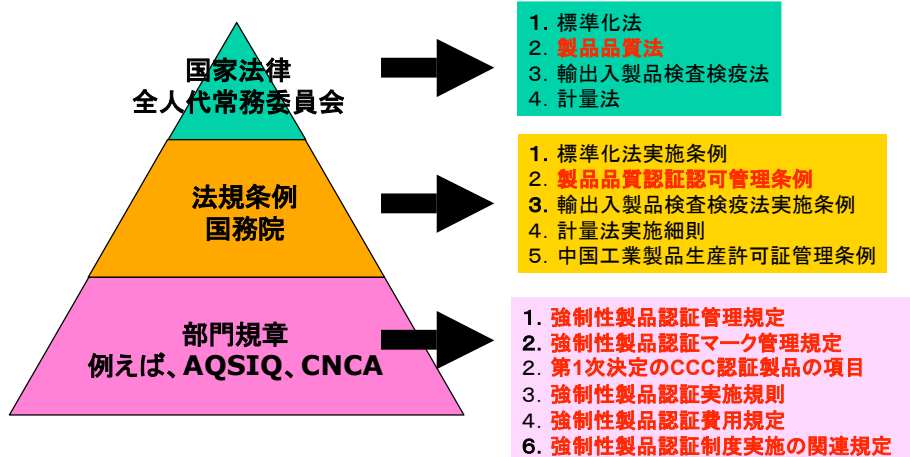 国家法律
全人代常務委員会
1. 標準化法
2. 製品品質法
3. 輸出入製品検査検疫法
4. 計量法
法規条例
国務院
1. 標準化法実施条例
2. 製品品質認証認可管理条例
3. 輸出入製品検査検疫法実施条例
4. 計量法実施細則
5. 中国工業製品生産許可証管理条例
部門規章
例えば、AQSIQ、CNCA
1. 強制性製品認証管理規定
2. 強制性製品認証マーク管理規定
2. 第1次決定のCCC認証製品の項目
3. 強制性製品認証実施規則
4. 強制性製品認証費用規定
6. 強制性製品認証制度実施の関連規定